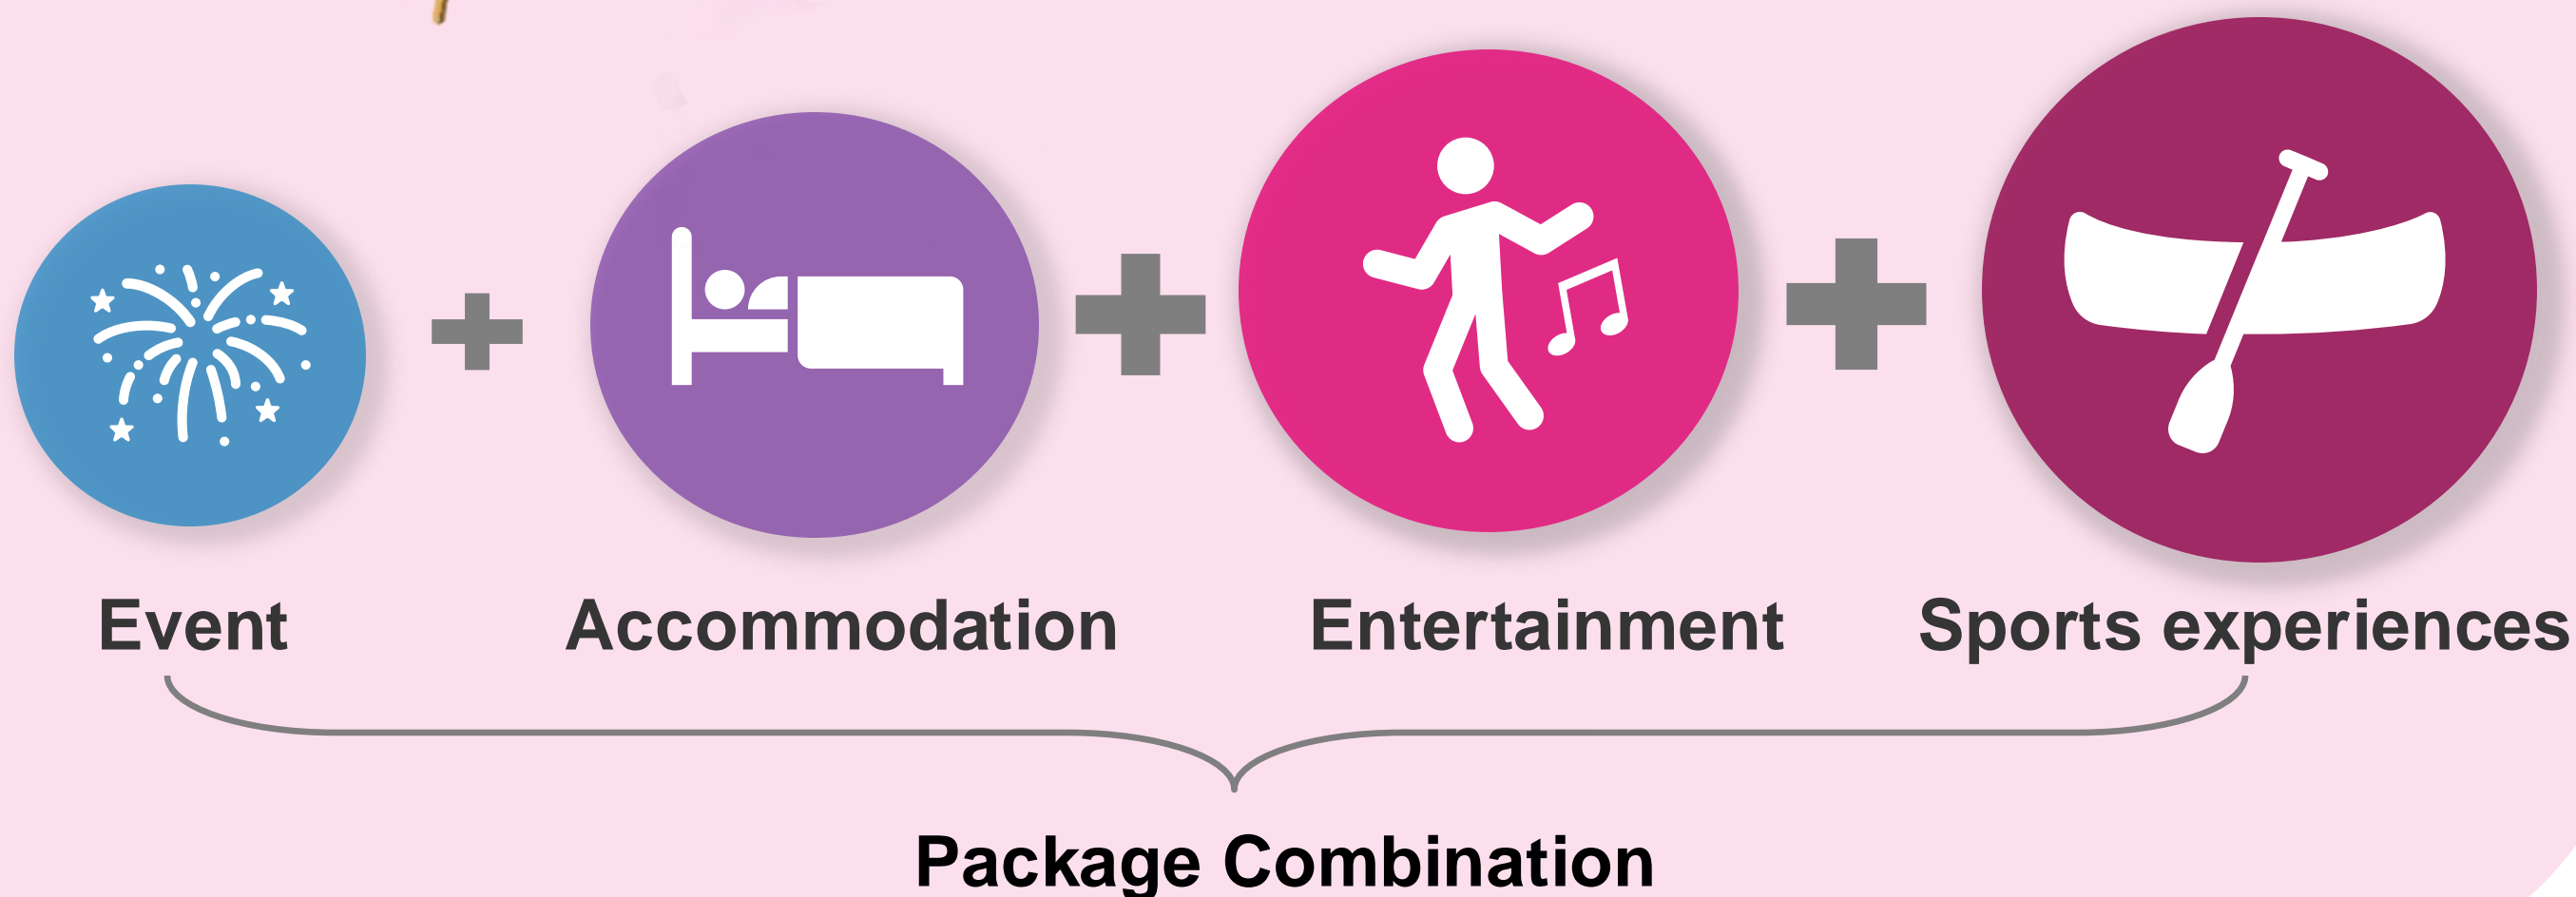 Event Accommodation Entertainment Sports experiences
Package Combination